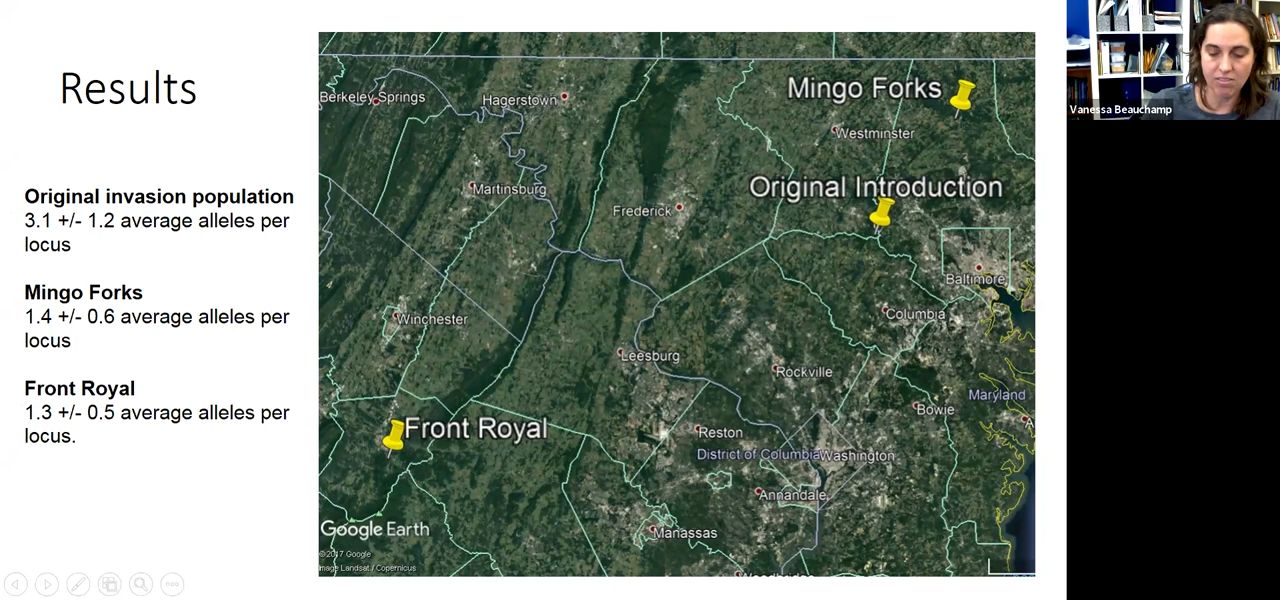 Results
Original invasion population
3.1 +/- 1.2 average alleles per
locus
Mingo Forks
1.4 +/- 0.6 average alleles per
locus
Front Royal
1.3 +/- 0.5 average alleles per
locus.
Berkeley Springs
Hagerstown
Mingo Forks
Westminster
Martinsburg
Original Introduction
Frederick
Baltimore
Winchester
Columbia
Leesburg
Rockville
Maryland
Bowie
Front Royal
Reston
District of Columbia
Washington
Annandale
Google Earth
Manassas
©2017 Google
Image Landsat / Copernicus
Vanessa Beauchamp